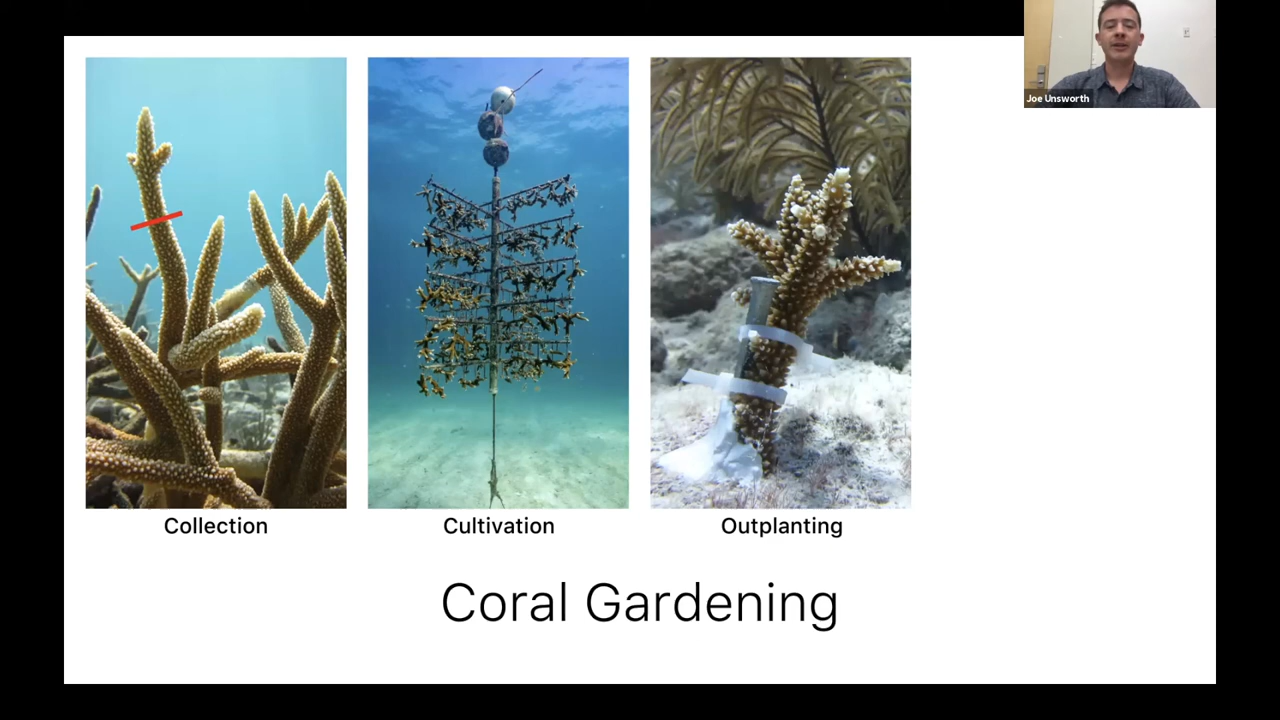 Joe Unsworth
Collection
Cultivation
Outplanting
Coral Gardening